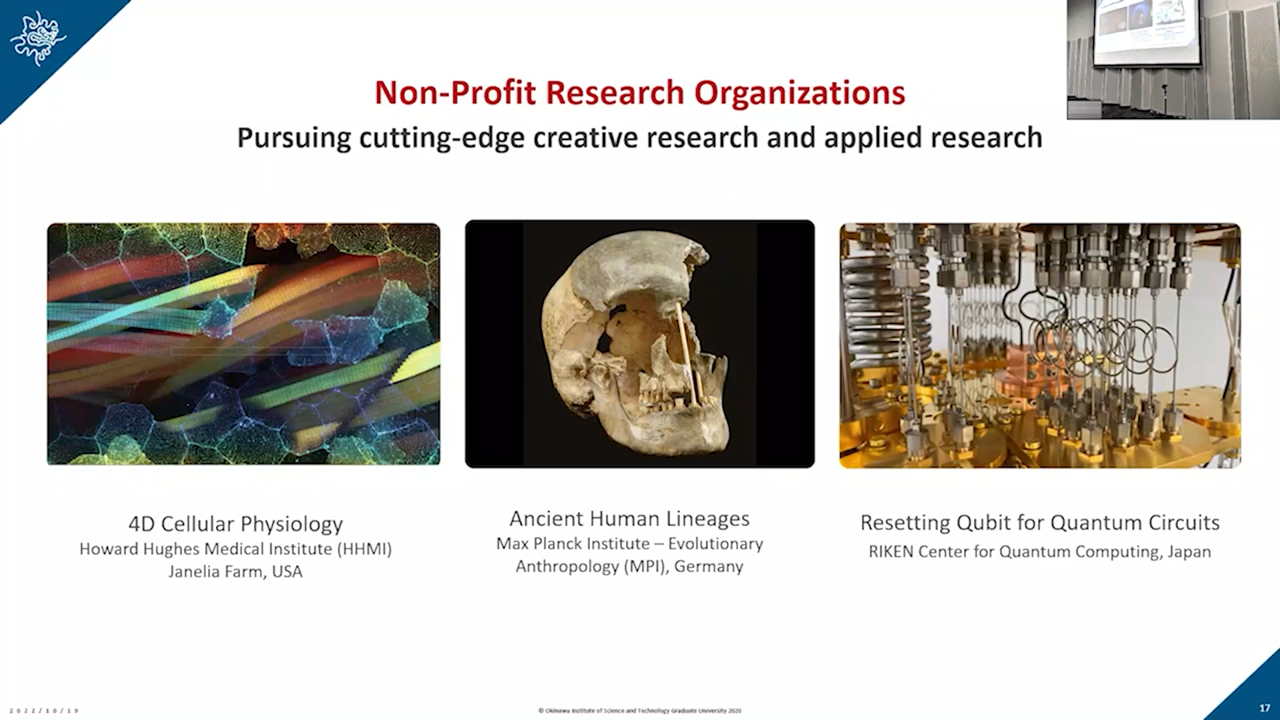 Non-Profit Research Organizations
Pursuing cutting-edge creative research and applied research
4D Cellular Physiology
Howard Hughes Medical Institute (HHMI)
Janelia Farm, USA
Ancient Human Lineages
Max Planck Institute – Evolutionary
Anthropology (MPI), Germany
Resetting Qubit for Quantum Circuits
RIKEN Center for Quantum Computing, Japan
2022/10/19
© Okinawa Institute of Science and Technology Graduate University 2020
17